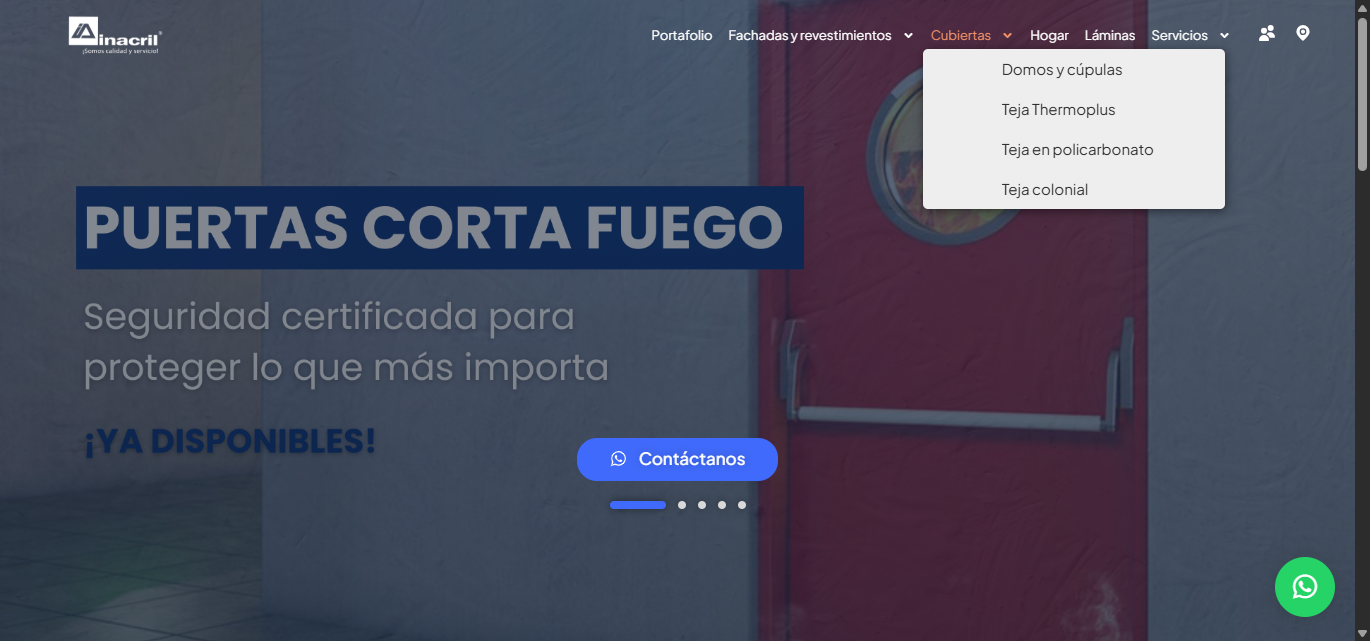 inacril®
¡Somos calidad y servicio!
Portafolio
Fachadas y revestimientos
Cubiertas
Hogar
Láminas
Servicios
Domos y cúpulas
Teja Thermoplus
Teja en policarbonato
Teja colonial
PUERTAS CORTA FUEGO
Seguridad certificada para
proteger lo que más importa
¡YA DISPONIBLES!
Contáctanos